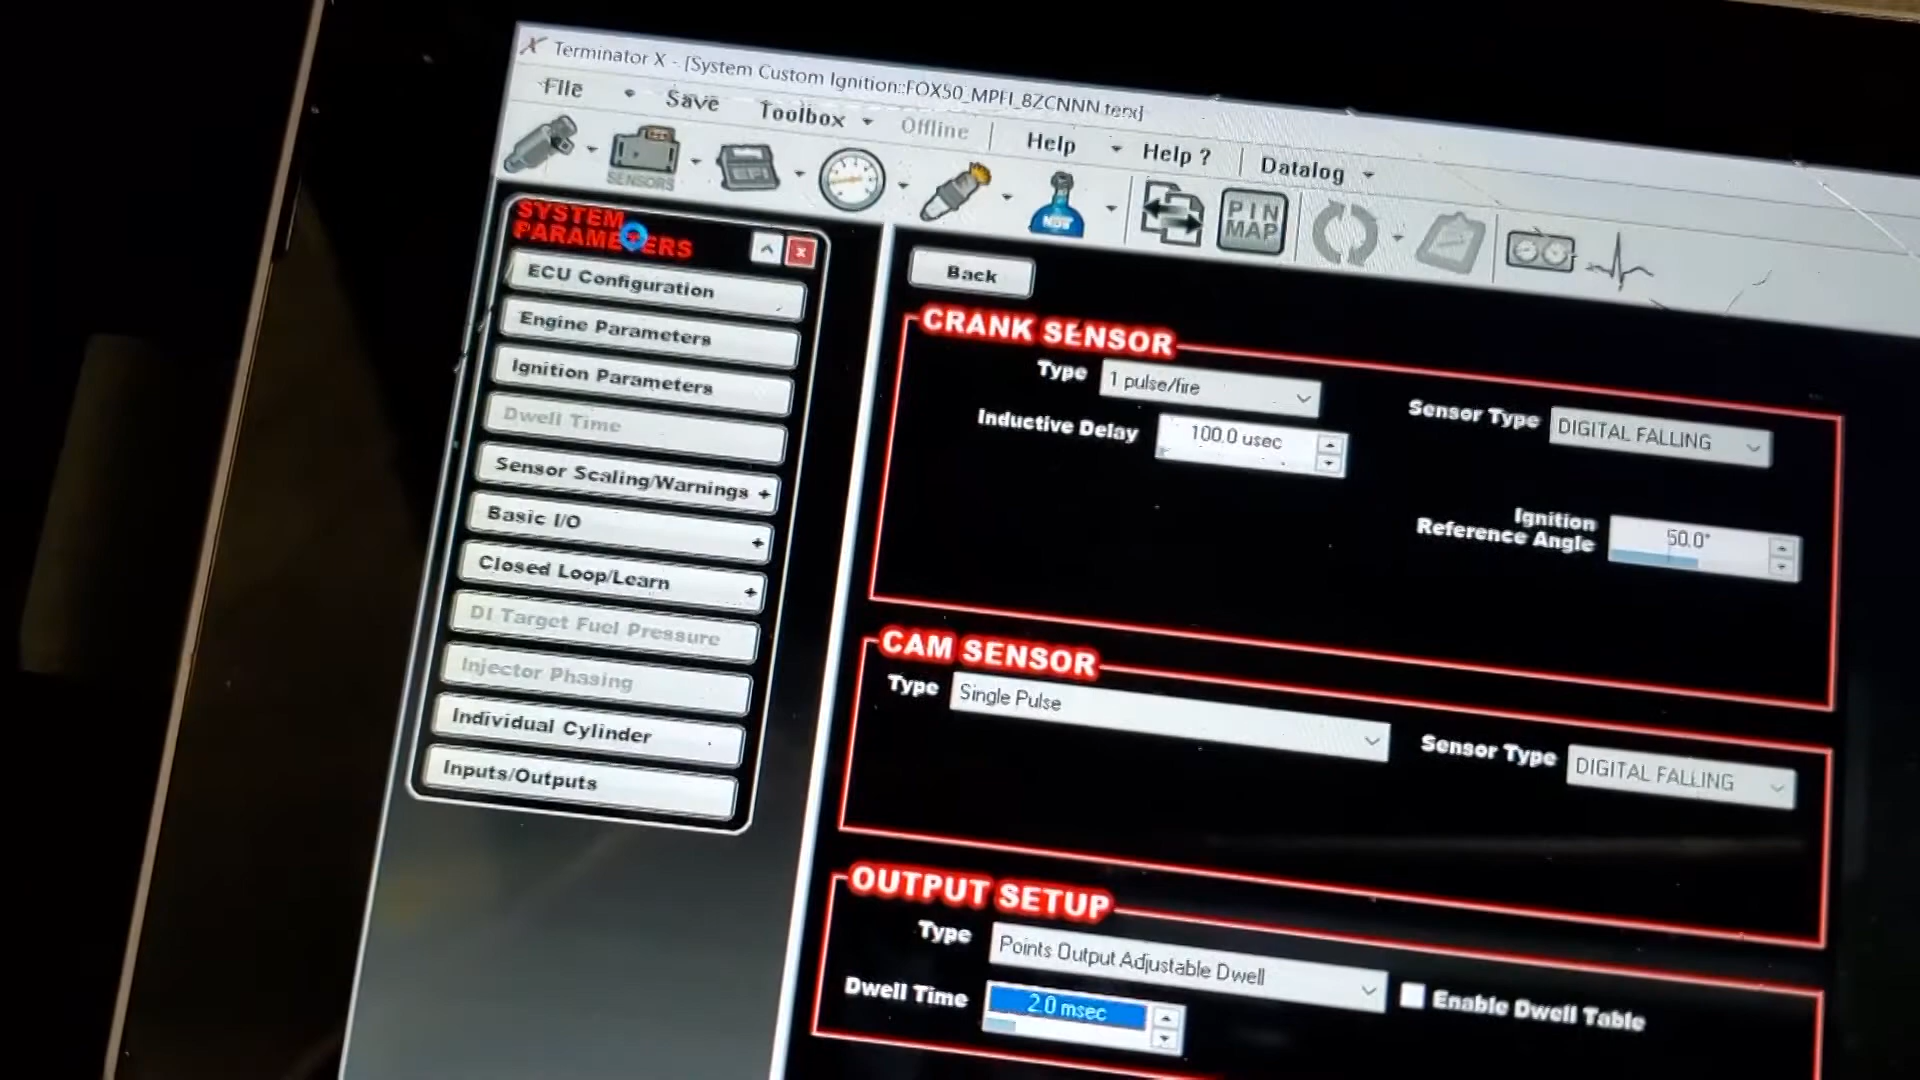 Terminator X - [System Custom Ignition::FOX50_MPFI_8ZCNNN.terx]
File Save Toolbox Offline Help Help ? Datalog
SENSORS
EFI
NOS
PIN
MAP
SYSTEM
PARAMETERS
ECU Configuration
Engine Parameters
Ignition Parameters
Dwell Time
Sensor Scaling/Warnings +
Basic I/O +
Closed Loop/Learn +
DI Target Fuel Pressure
Injector Phasing
Individual Cylinder
Inputs/Outputs
Back
CRANK SENSOR
Type 1 pulse/fire
Sensor Type DIGITAL FALLING
Inductive Delay 100.0 usec
Ignition
Reference Angle 50.0°
CAM SENSOR
Type Single Pulse
Sensor Type DIGITAL FALLING
OUTPUT SETUP
Type Points Output Adjustable Dwell
Enable Dwell Table
Dwell Time 2.0 msec